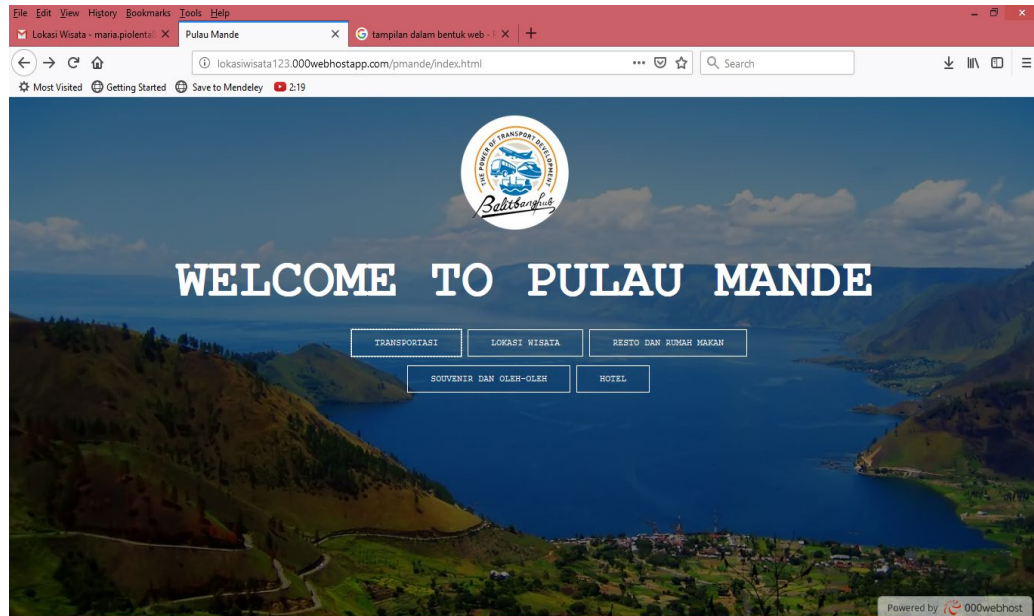 File Edit View History Bookmarks Tools Help
Lokasi Wisata - maria.piolenta
Pulau Mande
tampilan dalam bentuk web -
lokasiwisata123.000webhostapp.com/pmande/index.html
Search
Most Visited Getting Started Save to Mendeley 2:19
THE POWER OF TRANSPORT DEVELOPMENT
Balitbanghub
WELCOME TO PULAU MANDE
TRANSPORTASI LOKASI WISATA RESTO DAN RUMAH MAKAN
SOUVENIR DAN OLEH-OLEH HOTEL
Powered by 000webhost